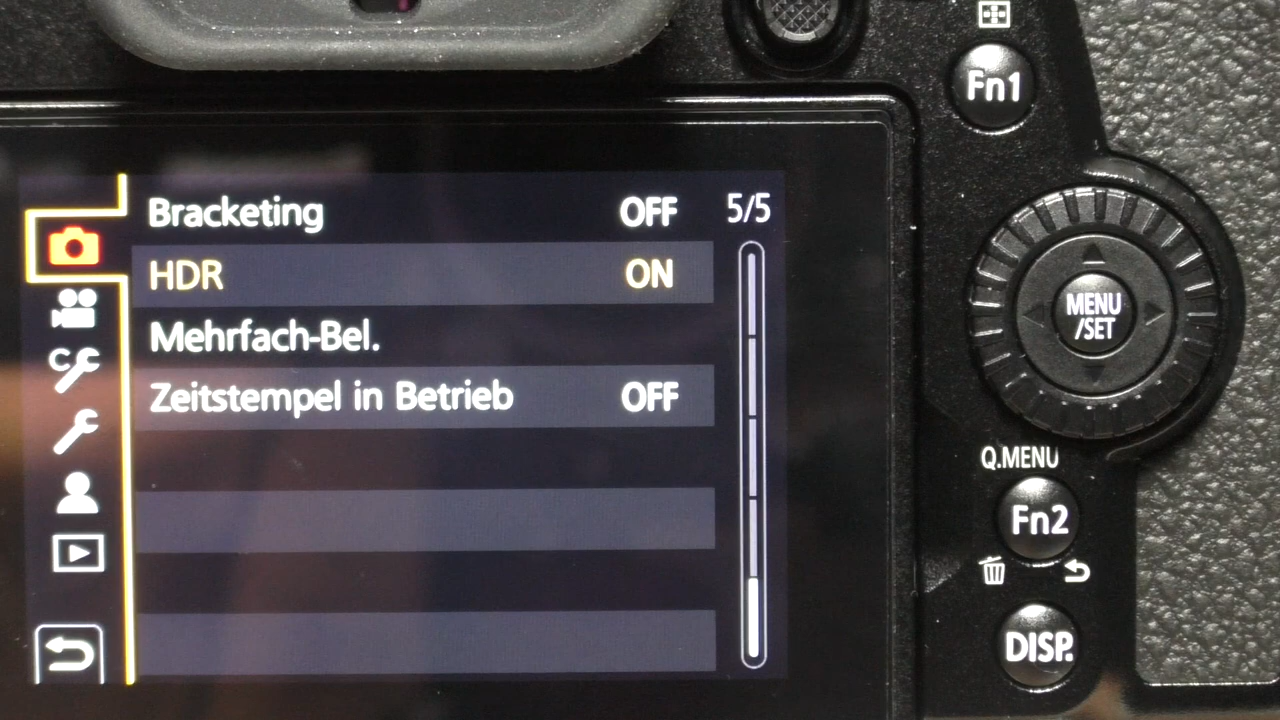 Fn1
Bracketing OFF 5/5
HDR ON
MENU
/SET
Mehrfach-Bel.
Zeitstempel in Betrieb OFF
Q.MENU
Fn2
DISP.